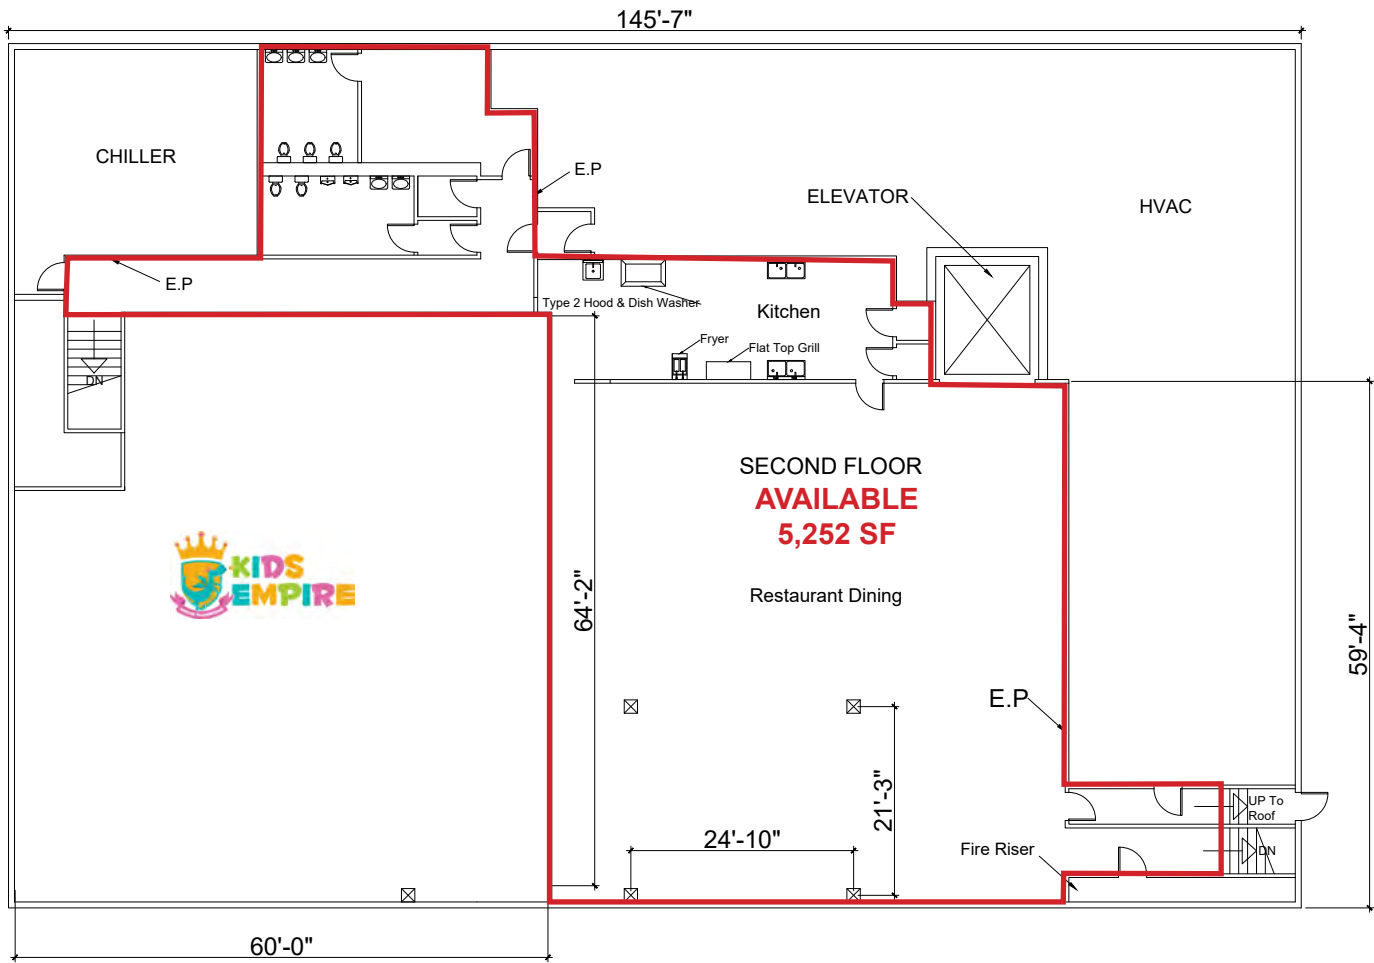 145'-7"
CHILLER
E.P
ELEVATOR
HVAC
E.P
Type 2 Hood & Dish Washer
Kitchen
Fryer
Flat Top Grill
DN
SECOND FLOOR
AVAILABLE
5,252 SF
KIDS
EMPIRE
Restaurant Dining
64'-2"
59'-4"
E.P
21'-3"
24'-10"
UP To
Roof
Fire Riser
DN
60'-0"